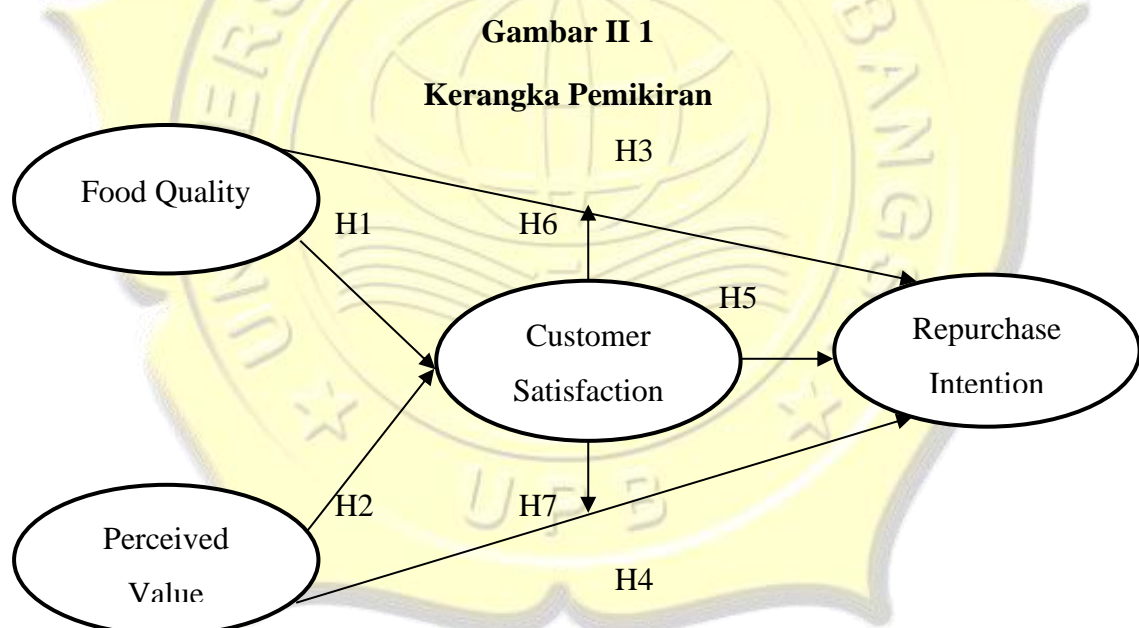 Gambar II 1
Kerangka Pemikiran
H3
Food Quality
H1
H6
H5
Customer
Satisfaction
Repurchase
Intention
H2
H7
Perceived
Value
H4
UPB